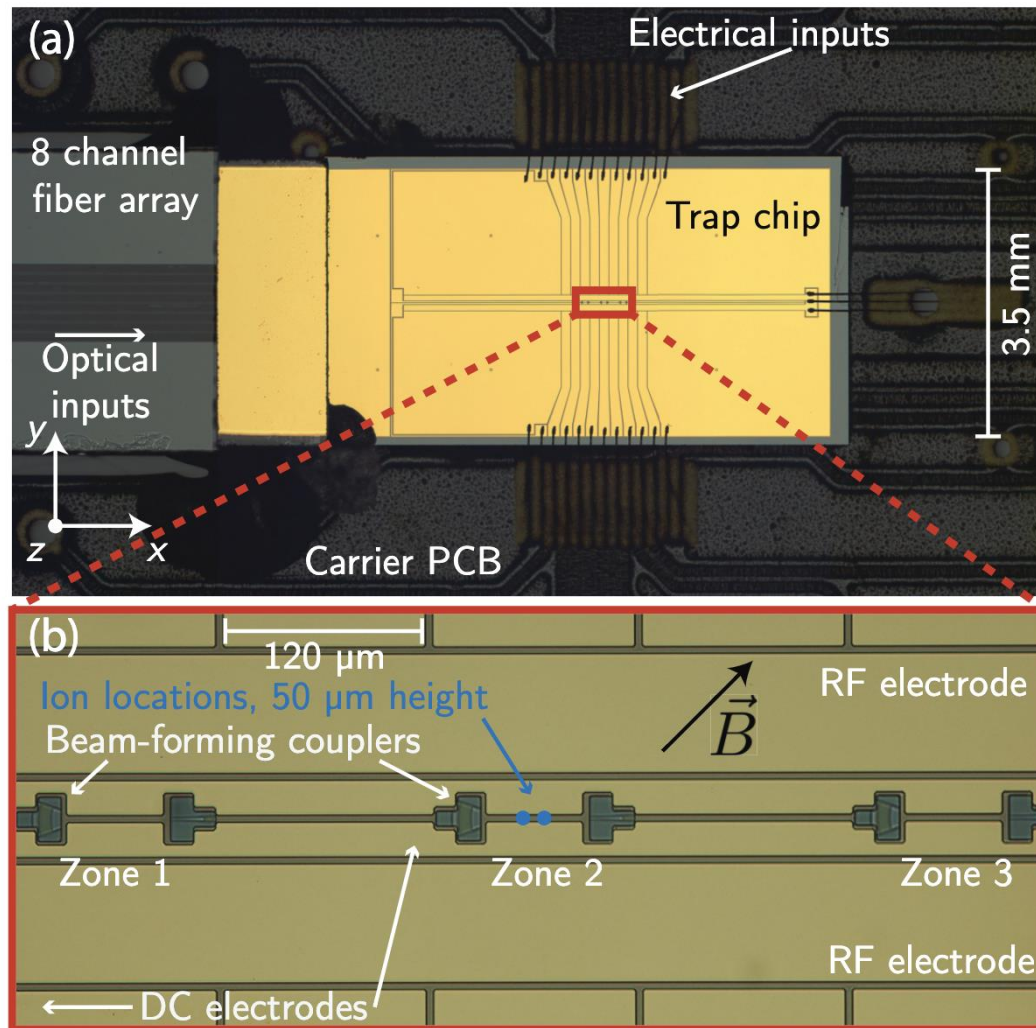 (a)
Electrical inputs
8 channel
fiber array
Trap chip
3.5 mm
Optical
inputs
y
z
x
Carrier PCB
(b)
120 μm
Ion locations, 50 μm height
RF electrode
B
Beam-forming couplers
Zone 1
Zone 2
Zone 3
RF electrode
DC electrodes